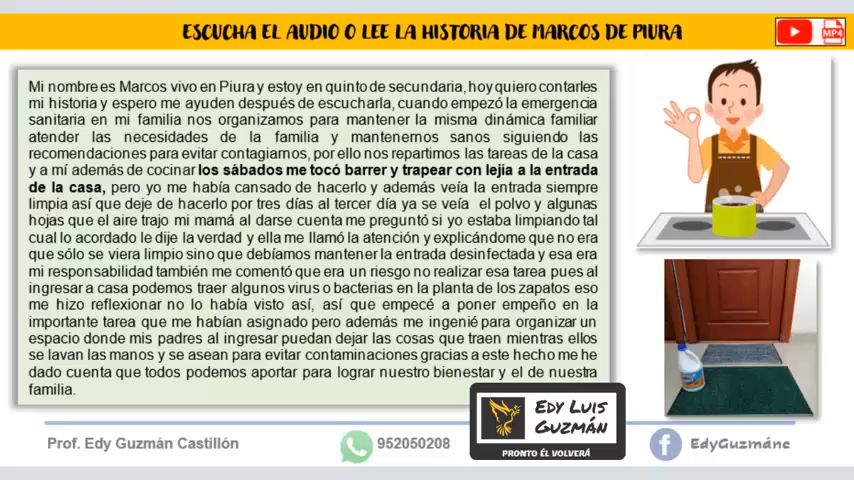 ESCUCHA EL AUDIO O LEE LA HISTORIA DE MARCOS DE PIURA
MP4
Mi nombre es Marcos vivo en Piura y estoy en quinto de secundaria, hoy quiero contarles
mi historia y espero me ayuden después de escucharla, cuando empezó la emergencia
sanitaria en mi familia nos organizamos para mantener la misma dinámica familiar
atender las necesidades de la familia y mantenernos sanos siguiendo las
recomendaciones para evitar contagiarnos, por ello nos repartimos las tareas de la casa
y a mí además de cocinar los sábados me tocó barrer y trapear con lejía a la entrada
de la casa, pero yo me había cansado de hacerlo y además veía la entrada siempre
limpia así que deje de hacerlo por tres días al tercer día ya se veía el polvo y algunas
hojas que el aire trajo mi mamá al darse cuenta me preguntó si yo estaba limpiando tal
cual lo acordado le dije la verdad y ella me llamó la atención y explicándome que no era
que sólo se viera limpio sino que debíamos mantener la entrada desinfectada y esa era
mi responsabilidad también me comentó que era un riesgo no realizar esa tarea pues al
ingresar a casa podemos traer algunos virus o bacterias en la planta de los zapatos eso
me hizo reflexionar no lo había visto así, así que empecé a poner empeño en la
importante tarea que me habían asignado pero además me ingenié para organizar un
espacio donde mis padres al ingresar puedan dejar las cosas que traen mientras ellos
se lavan las manos y se asean para evitar contaminaciones gracias a este hecho me he
dado cuenta que todos podemos aportar para lograr nuestro bienestar y el de nuestra
familia.
EDY LUIS
GUZMÁN
PRONTO ÉL VOLVERÁ
Prof. Edy Guzmán Castillón
952050208
EdyGuzmánc